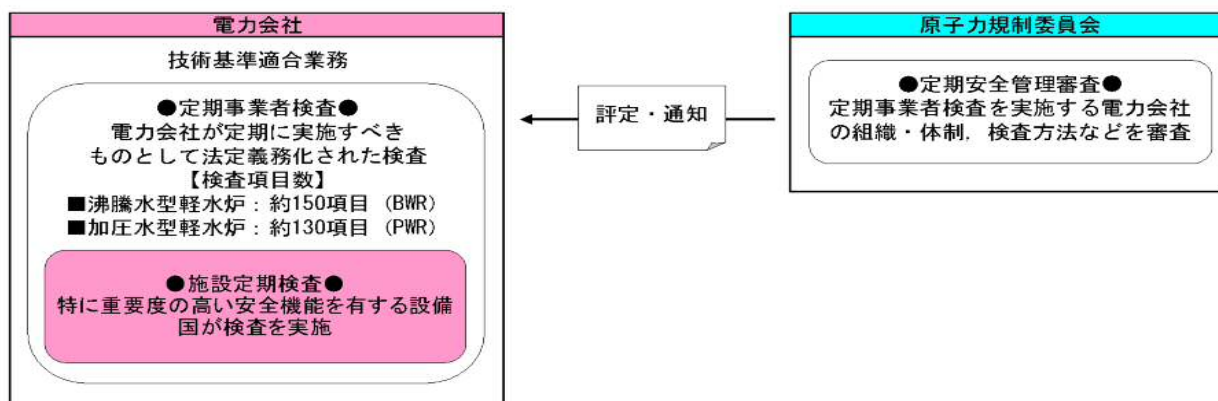 電力会社
技術基準適合業務
●定期事業者検査●
電力会社が定期に実施すべき
ものとして法定義務化された検査
【検査項目数】
■沸騰水型軽水炉：約150項目 (BWR)
■加圧水型軽水炉：約130項目 (PWR)
●施設定期検査●
特に重要度の高い安全機能を有する設備
国が検査を実施
評定・通知
原子力規制委員会
●定期安全管理審査●
定期事業者検査を実施する電力会社
の組織・体制，検査方法などを審査